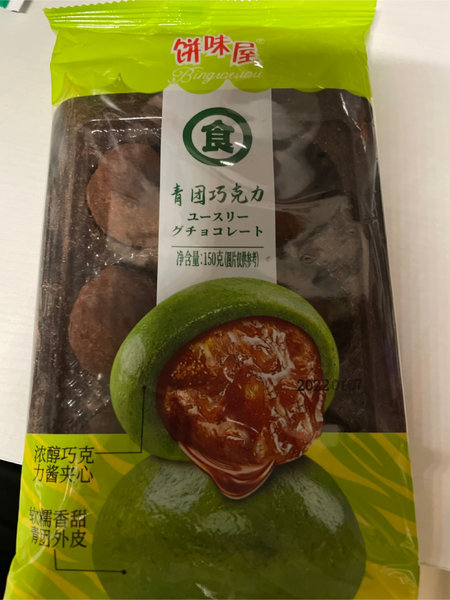 饼味屋®
Bingweiwu
食
青团巧克力
ユースリー
グチョコレート
净含量:150克(图片仅供参考)
20220707
浓醇巧克
力酱夹心
软糯香甜
青团外皮